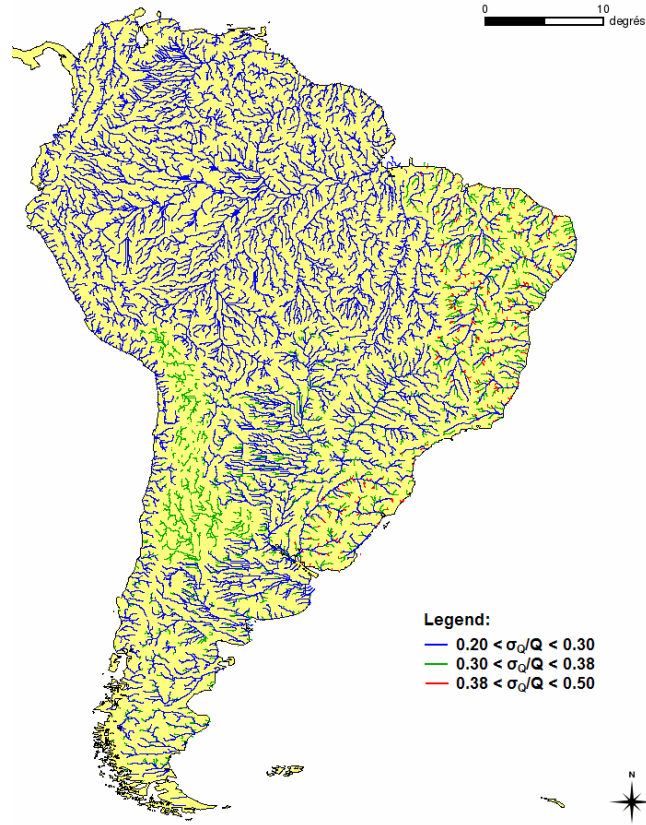 0 10
degrés
Legend:
0.20 < σQ/Q < 0.30
0.30 < σQ/Q < 0.38
0.38 < σQ/Q < 0.50
N